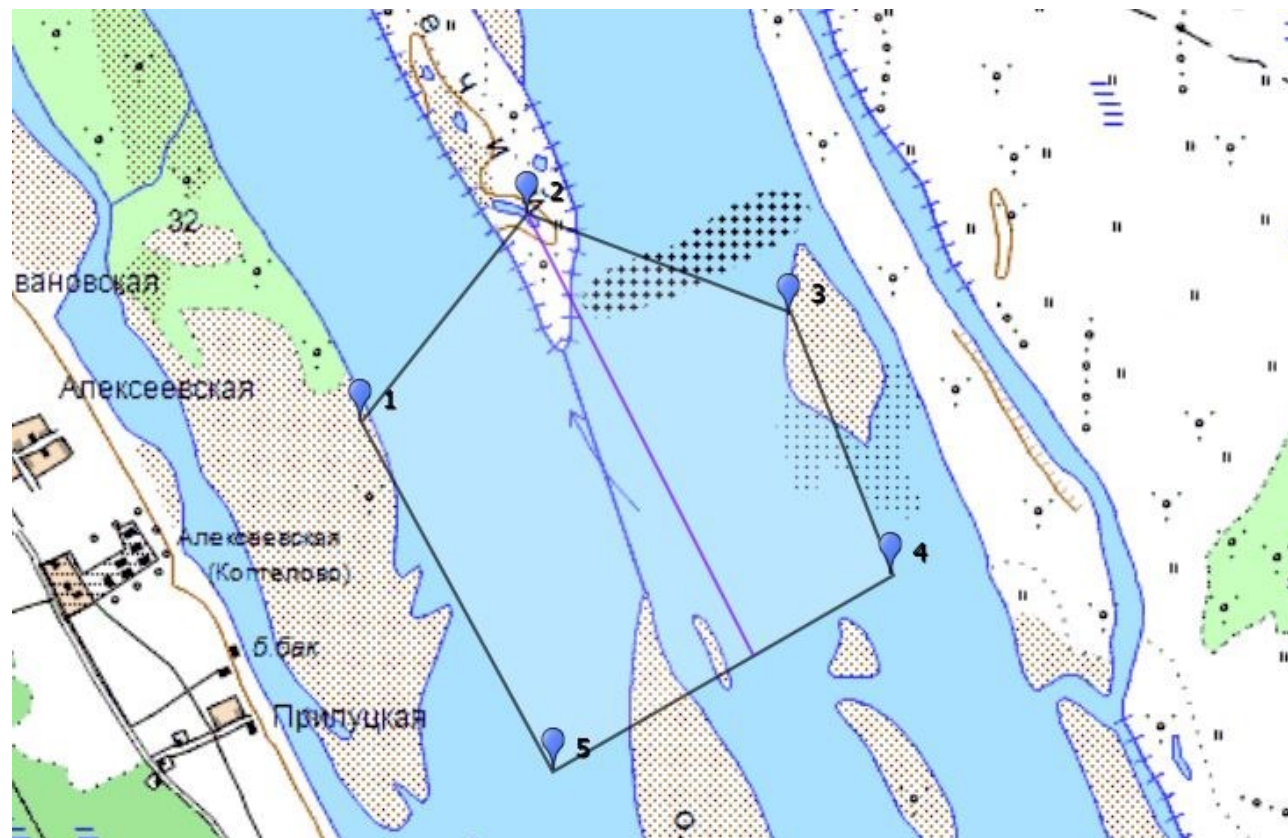 О
Ч
И
2
32
вановская
3
Алексеевская
1
Алексеевская
(Коптелово)
4
б.бак
Прилуцкая
5
О